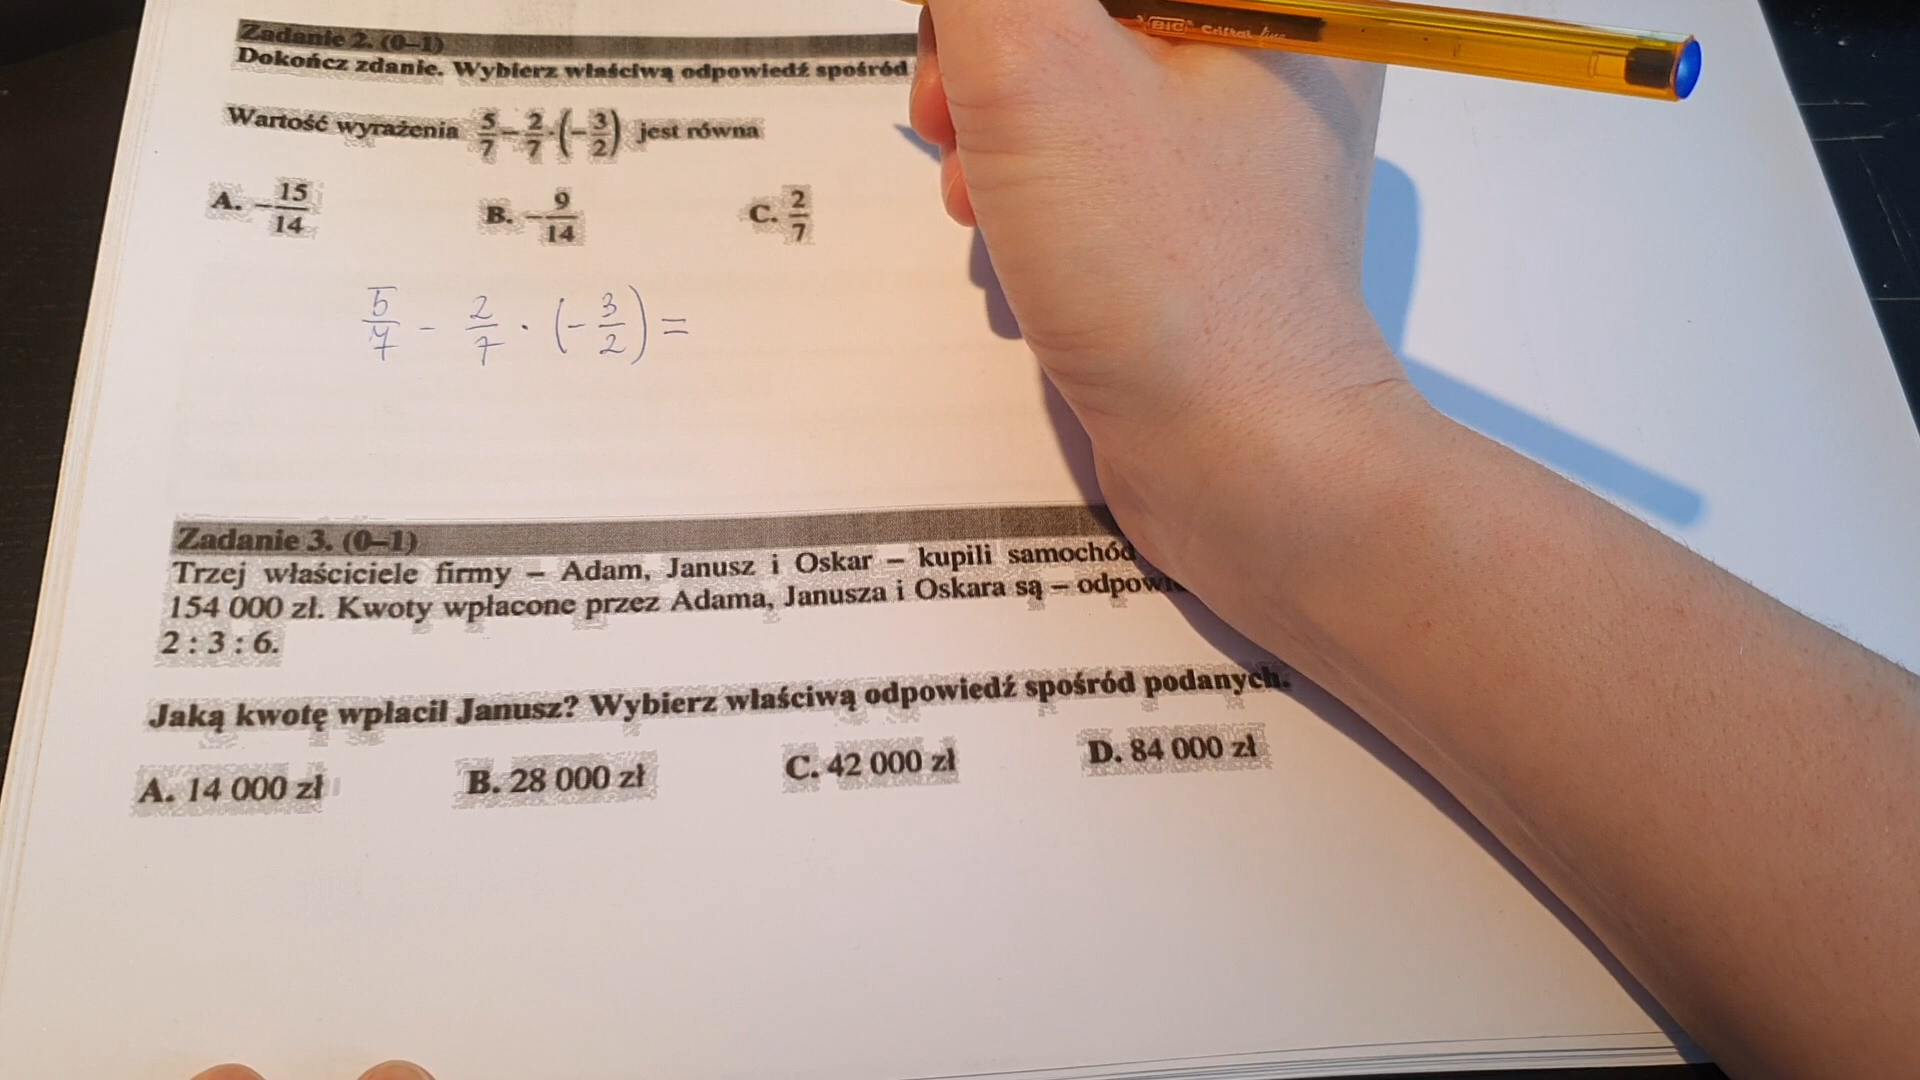 BIC Cristal fine
Zadanie 2. (0–1)
Dokończ zdanie. Wybierz właściwą odpowiedź spośród
Wartość wyrażenia 5/7 − 2/7 · (−3/2) jest równa
A. −15/14 B. −9/14 C. 2/7
5/7 − 2/7 · (−3/2) =
Zadanie 3. (0–1)
Trzej właściciele firmy – Adam, Janusz i Oskar – kupili samochód
154 000 zł. Kwoty wpłacone przez Adama, Janusza i Oskara są –
2 : 3 : 6.
Jaką kwotę wpłacił Janusz? Wybierz właściwą odpowiedź spośród podanych.
A. 14 000 zł B. 28 000 zł C. 42 000 zł D. 84 000 zł